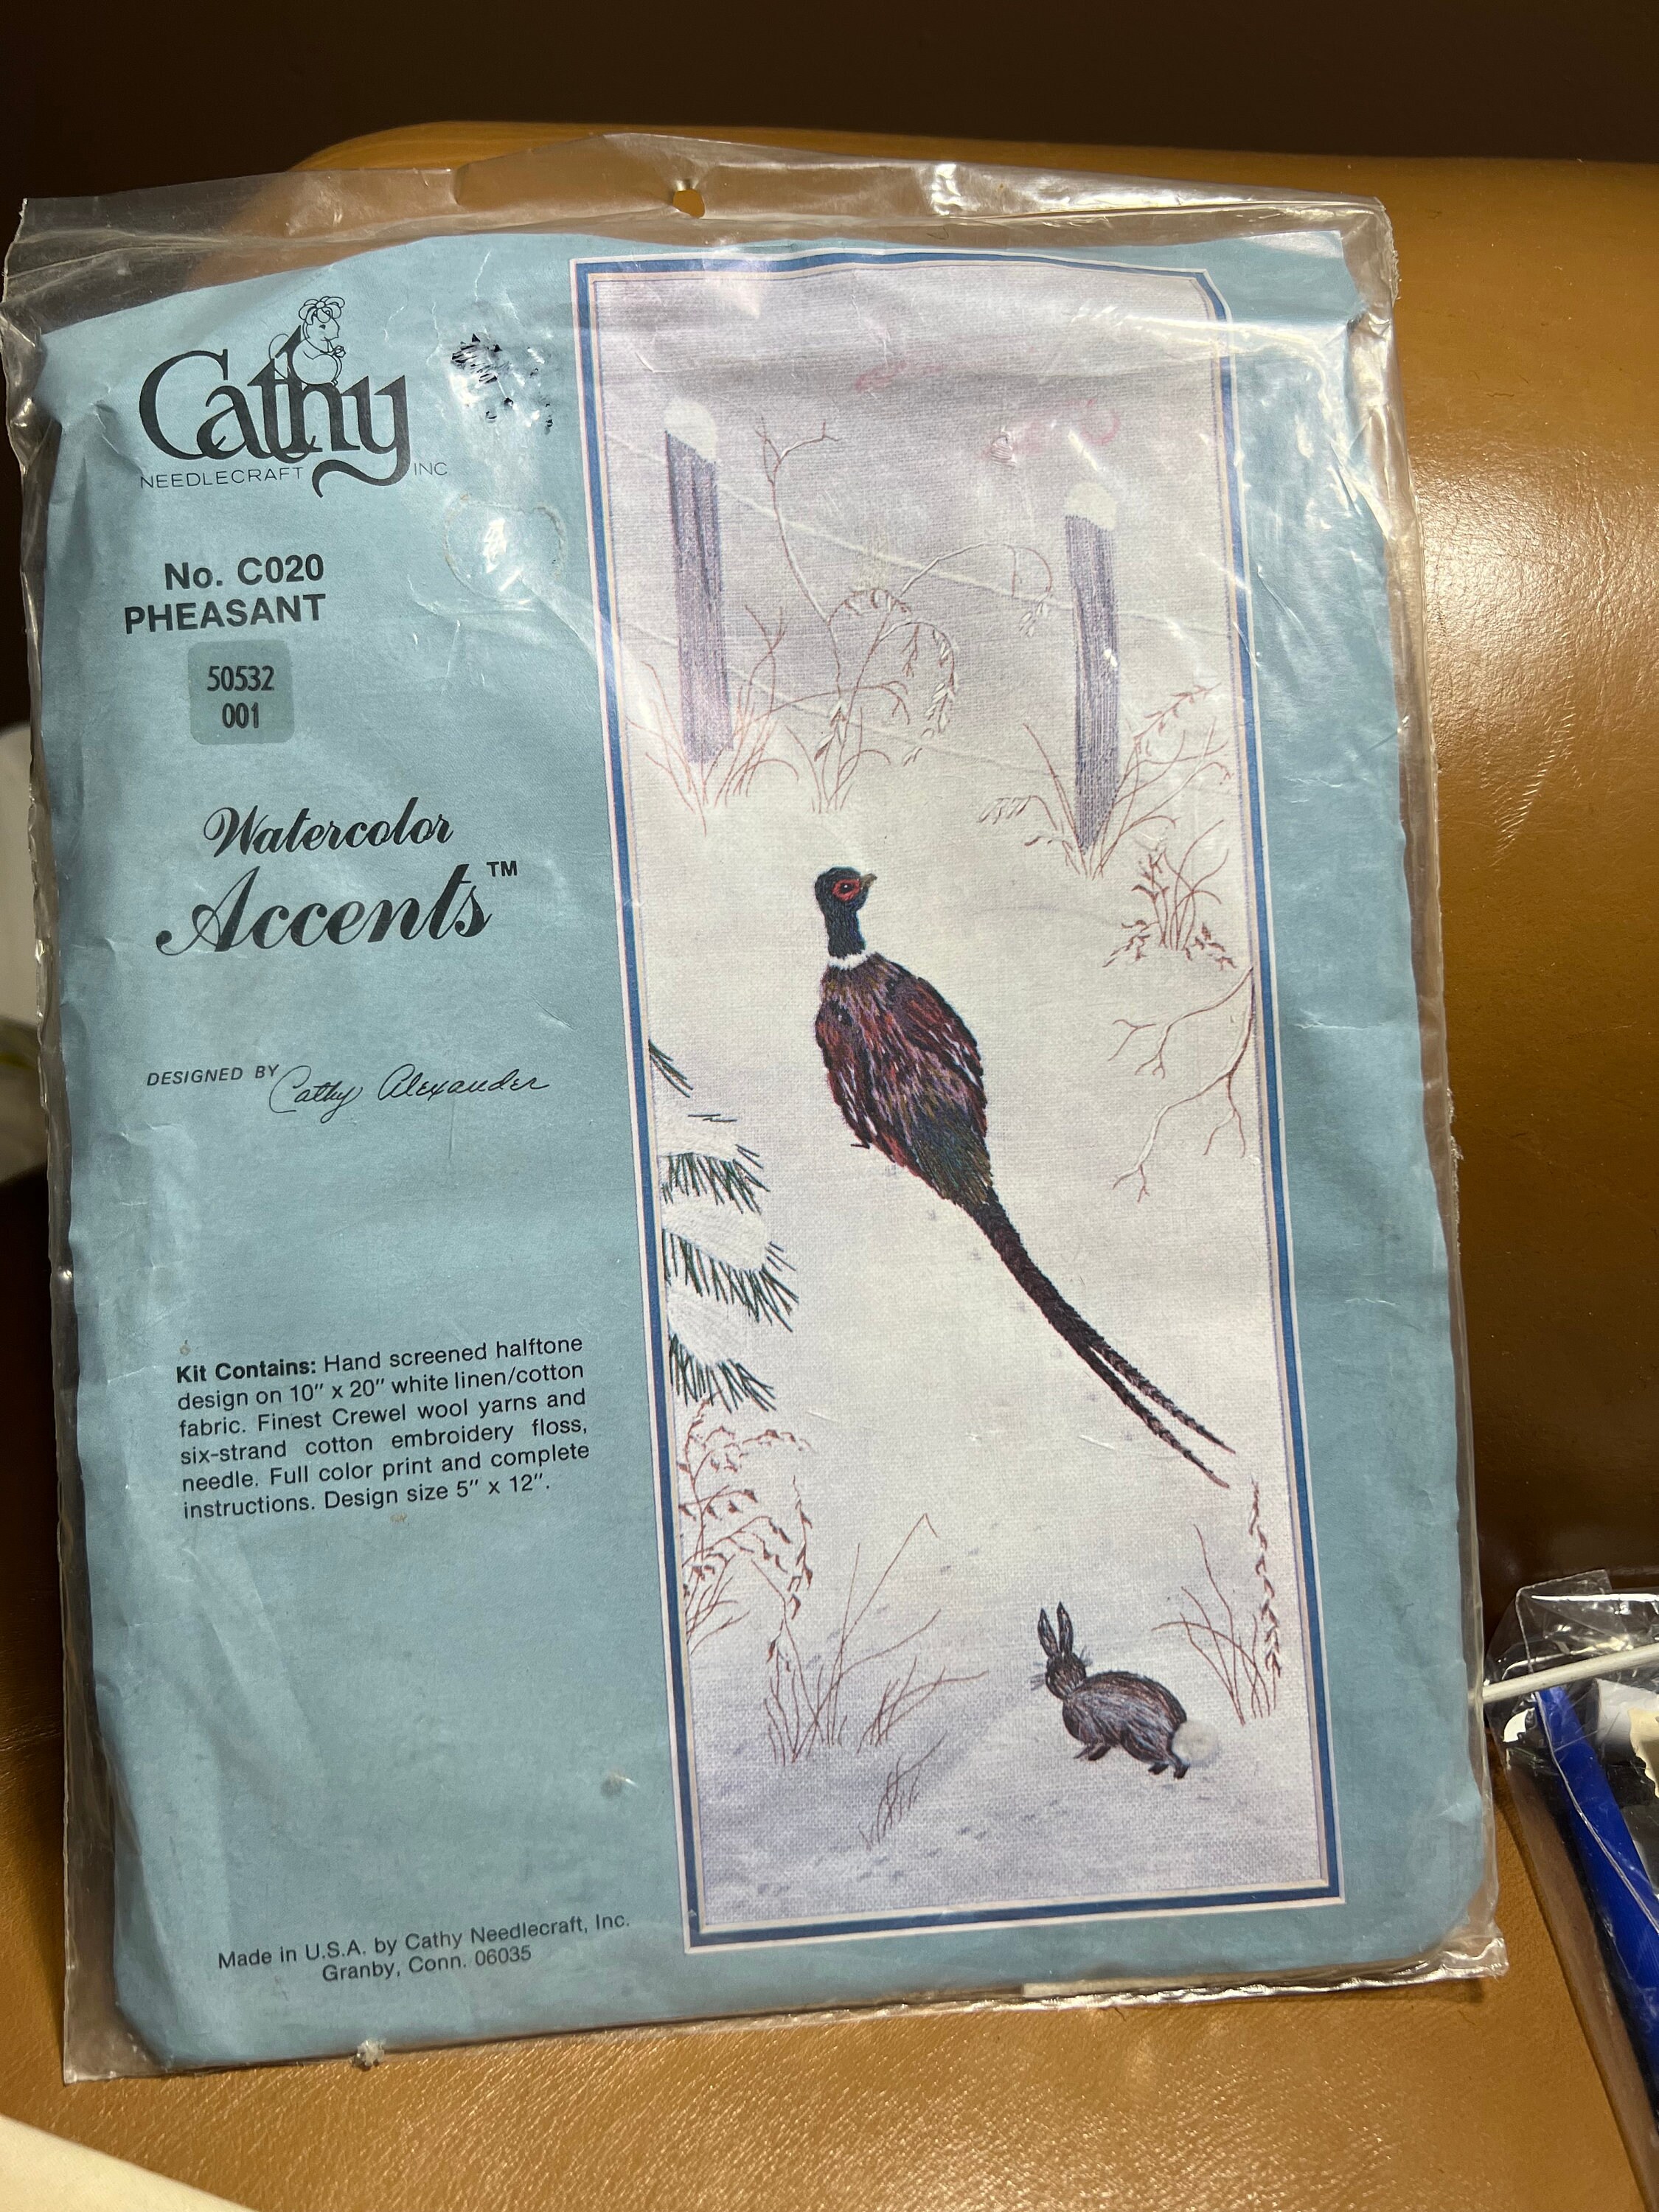 Cathy
NEEDLECRAFT INC
No. C020
PHEASANT
50532
001
Watercolor
Accents™
DESIGNED BY Cathy Alexander
Kit Contains: Hand screened halftone
design on 10" x 20" white linen/cotton
fabric. Finest Crewel wool yarns and
six-strand cotton embroidery floss,
needle. Full color print and complete
instructions. Design size 5" x 12".
Made in U.S.A. by Cathy Needlecraft, Inc.
Granby, Conn. 06035